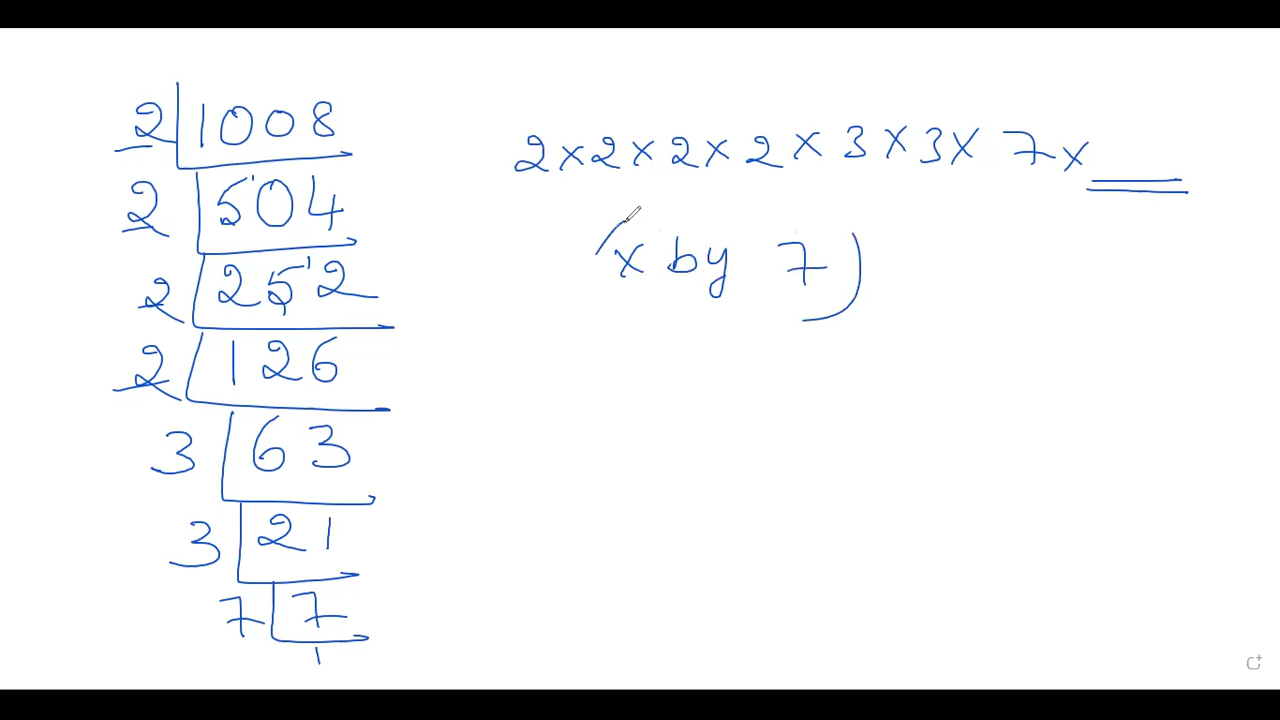 2 | 1008
2 | 504
2 | 252
2 | 126
3 | 63
3 | 21
7 | 7
1
2 x 2 x 2 x 2 x 3 x 3 x 7 x ___
(x by 7)